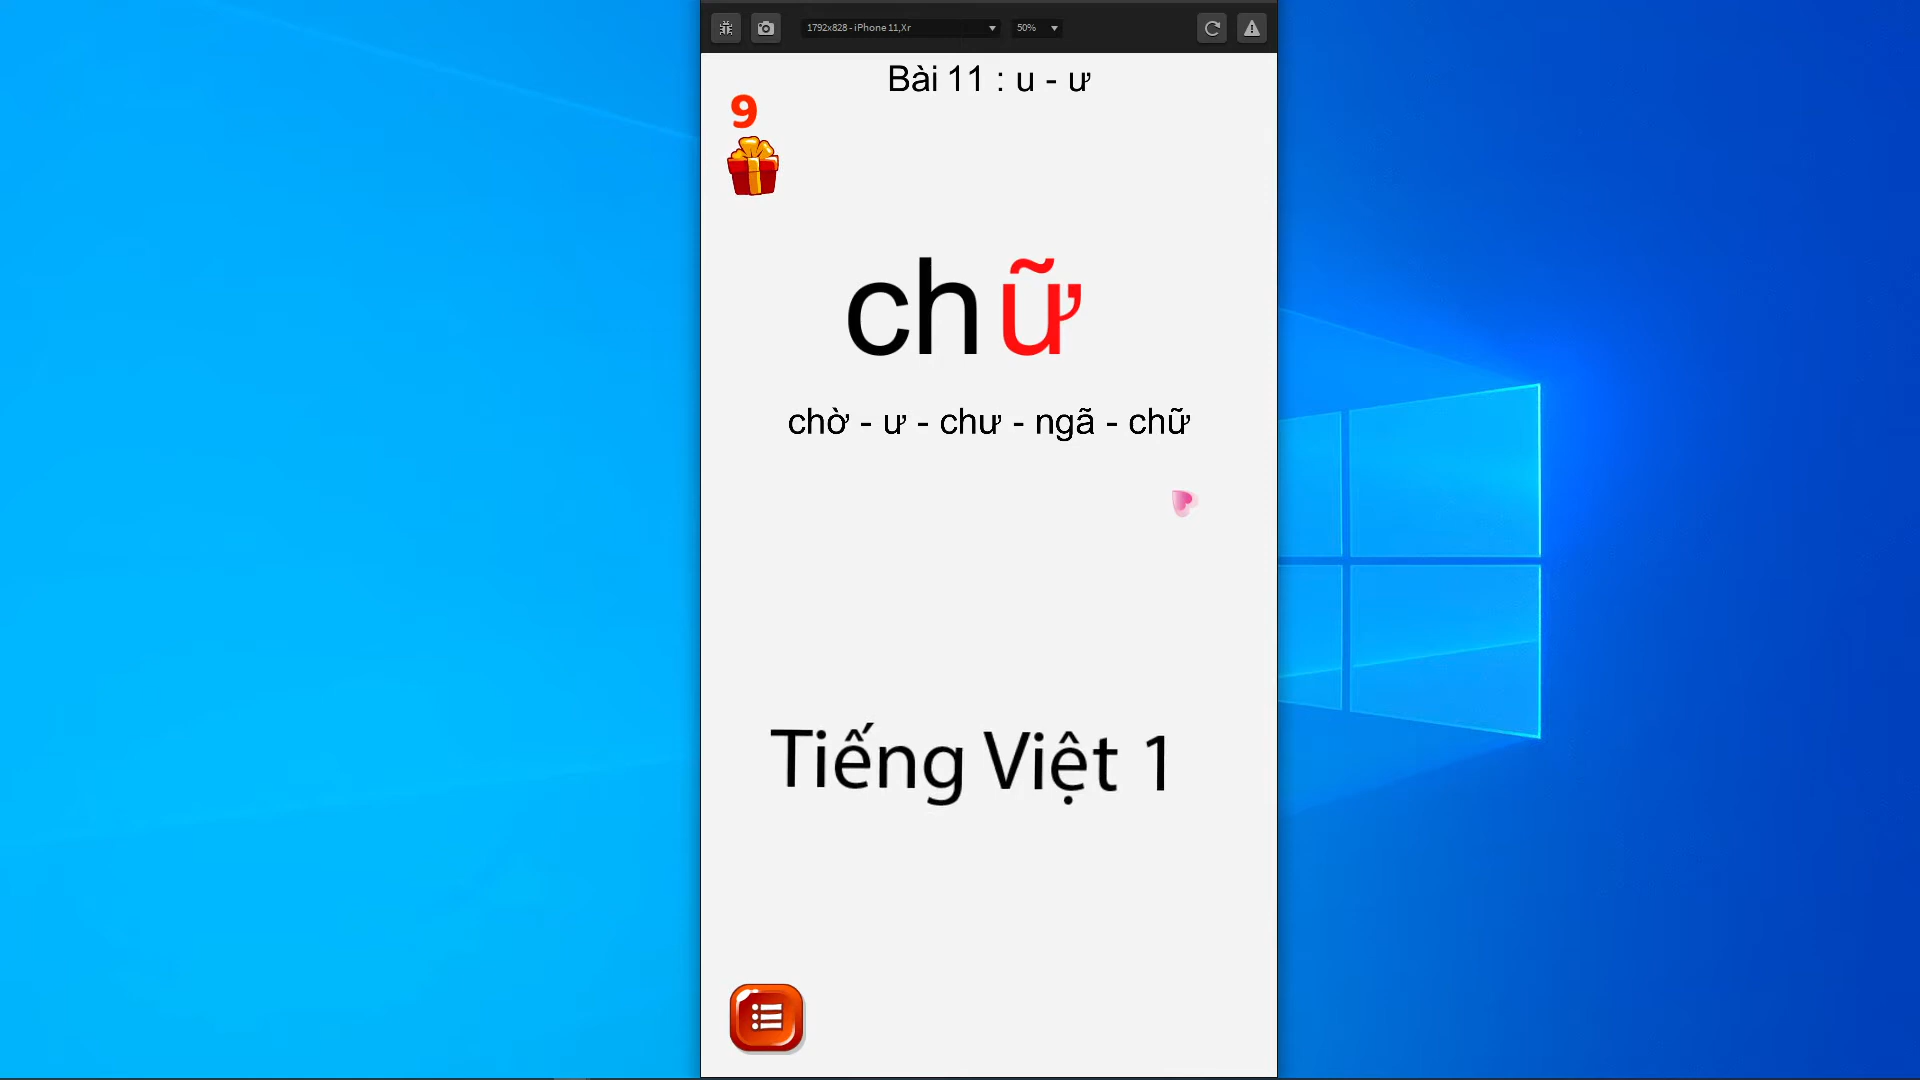 1792x828 - iPhone 11,Xr 50%
Bài 11 : u - ư
9
chữ
chờ - ư - chư - ngã - chữ
Tiếng Việt 1